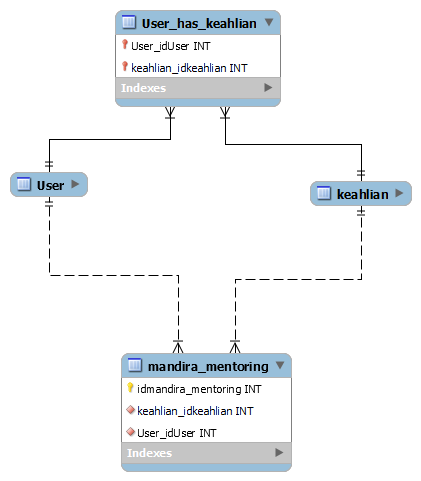 User_has_keahlian
User_idUser INT
keahlian_idkeahlian INT
Indexes
User
keahlian
mandira_mentoring
idmandira_mentoring INT
keahlian_idkeahlian INT
User_idUser INT
Indexes